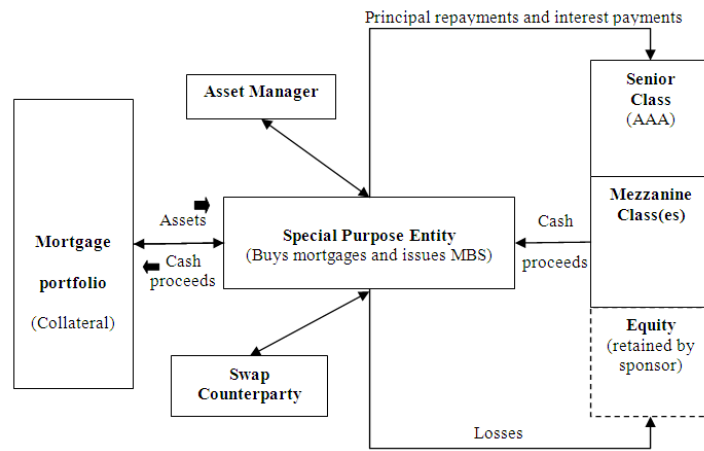 Principal repayments and interest payments
Asset Manager
Senior
Class
(AAA)
Mezzanine
Class(es)
Equity
(retained by
sponsor)
Assets
Cash
proceeds
Mortgage
portfolio
(Collateral)
Special Purpose Entity
(Buys mortgages and issues MBS)
Cash
proceeds
Swap
Counterparty
Losses